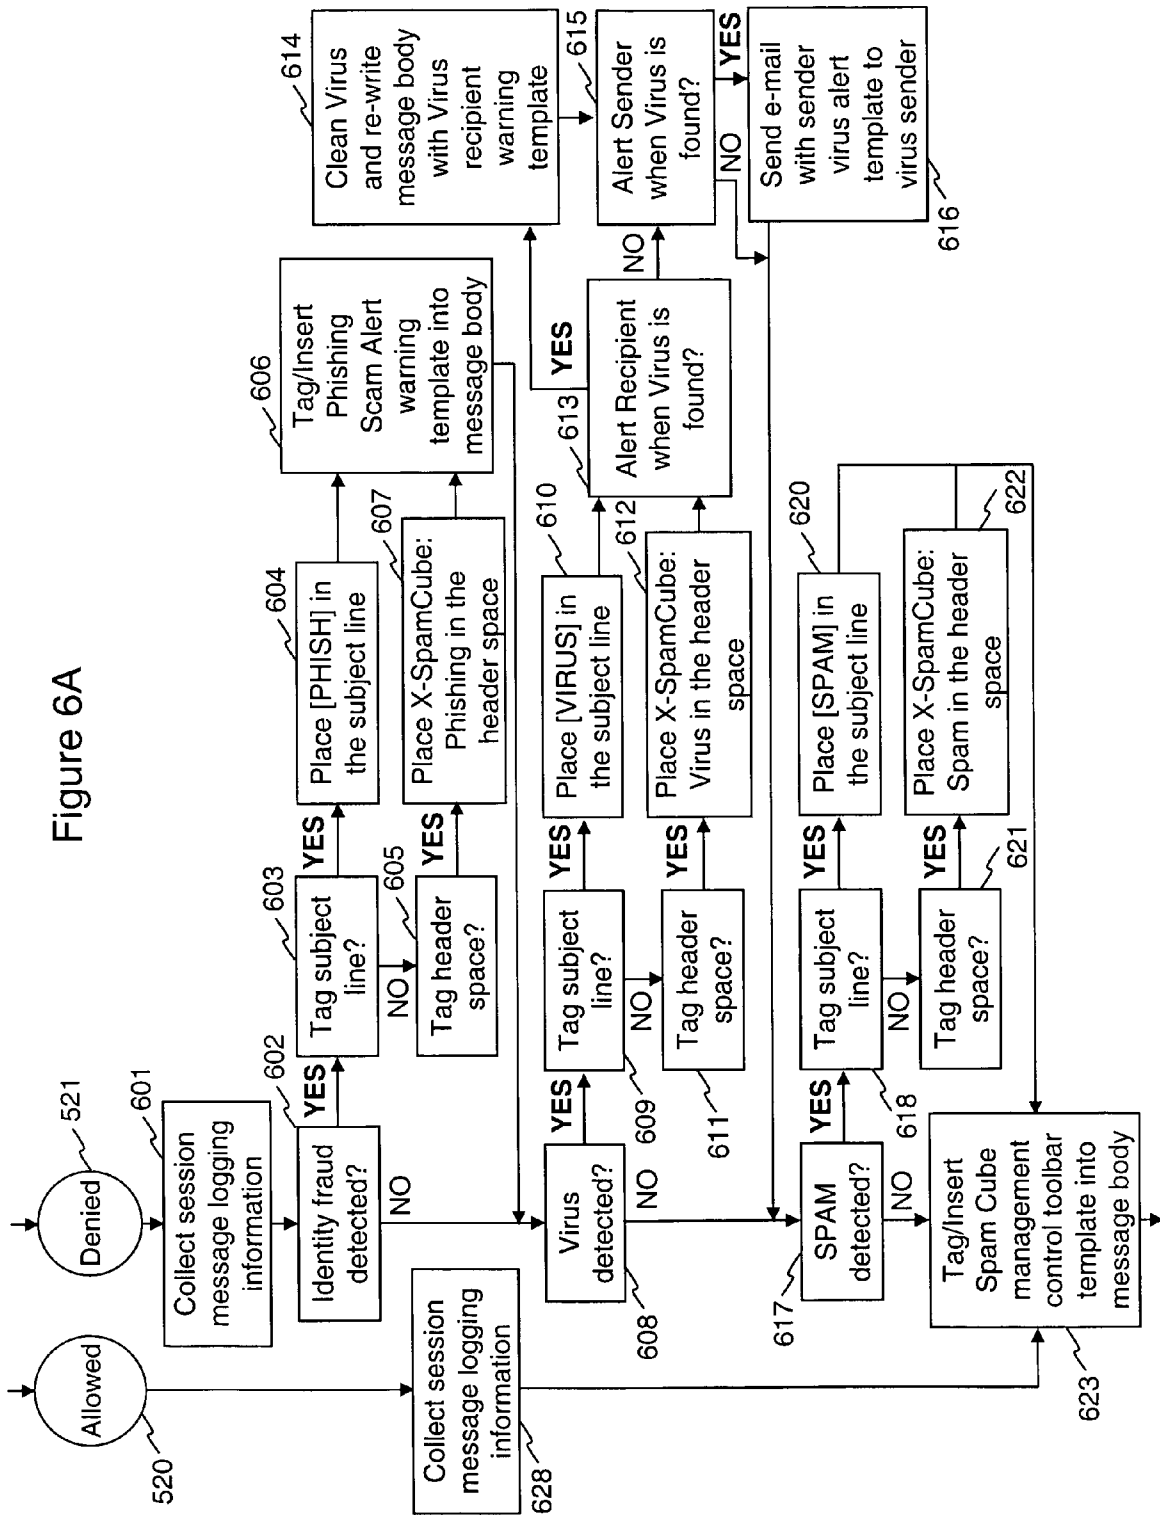 Figure 6A
Allowed
520
Denied
521
Collect session
message logging
information
601
Collect session
message logging
information
628
Identity fraud
detected?
602
YES
NO
Tag subject
line?
603
YES
NO
Place [PHISH] in
the subject line
604
Tag header
space?
605
YES
Place X-SpamCube:
Phishing in the
header space
607
Tag/Insert
Phishing
Scam Alert
warning
template into
message body
606
Virus
detected?
608
YES
NO
Tag subject
line?
609
YES
NO
Place [VIRUS] in
the subject line
610
Tag header
space?
611
YES
Place X-SpamCube:
Virus in the header
space
612
Alert Recipient
when Virus is
found?
613
YES
NO
Clean Virus
and re-write
message body
with Virus
recipient
warning
template
614
Alert Sender
when Virus is
found?
615
YES
NO
Send e-mail
with sender
virus alert
template to
virus sender
616
SPAM
detected?
617
YES
NO
Tag subject
line?
618
YES
NO
Place [SPAM] in
the subject line
620
Tag header
space?
621
YES
Place X-SpamCube:
Spam in the header
space
622
Tag/Insert
Spam Cube
management
control toolbar
template into
message body
623